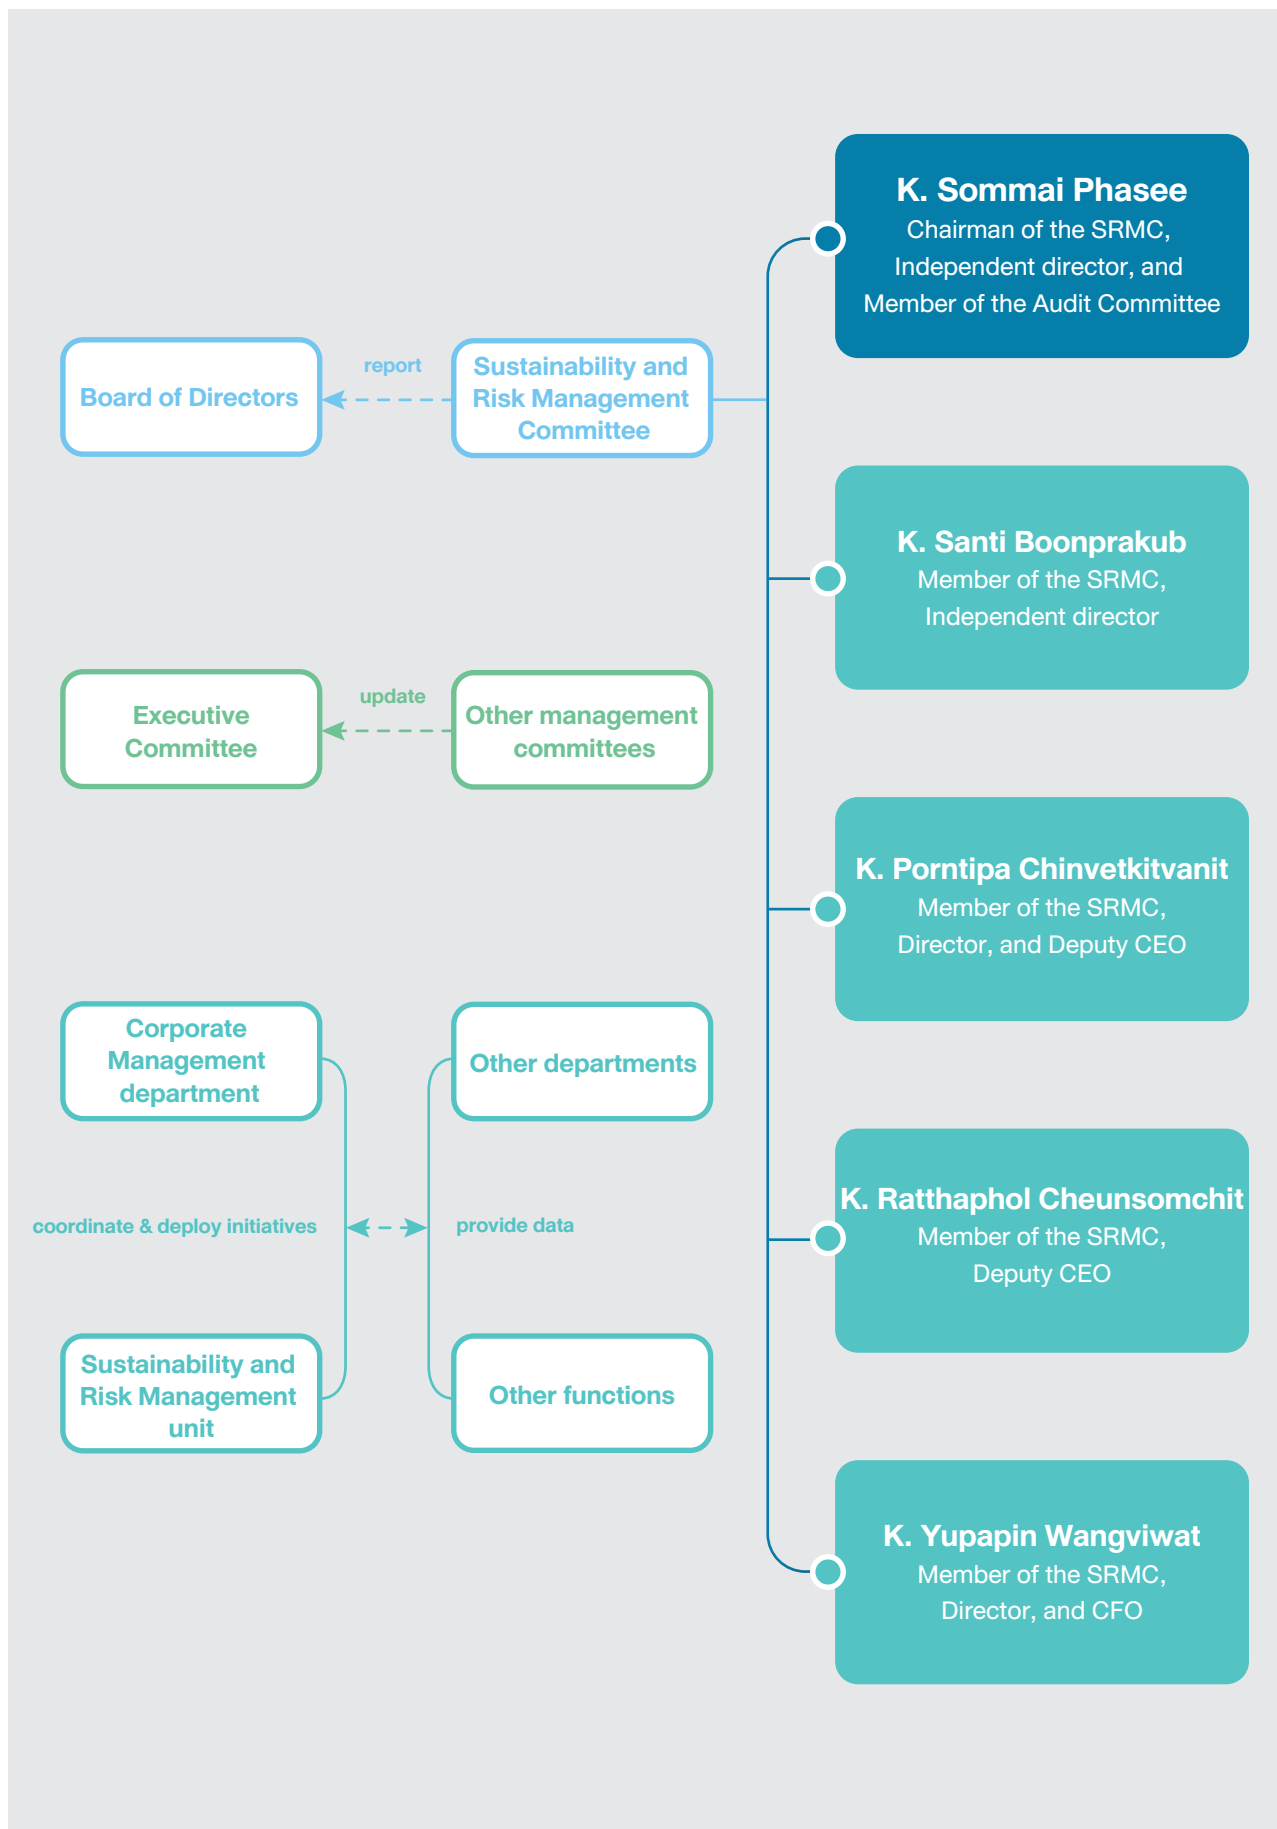 K. Sommai Phasee
Chairman of the SRMC,
Independent director, and
Member of the Audit Committee
Board of Directors
report
Sustainability and
Risk Management
Committee
K. Santi Boonprakub
Member of the SRMC,
Independent director
Executive
Committee
update
Other management
committees
K. Porntipa Chinvetkitvanit
Member of the SRMC,
Director, and Deputy CEO
Corporate
Management
department
Other departments
coordinate & deploy initiatives
provide data
K. Ratthaphol Cheunsomchit
Member of the SRMC,
Deputy CEO
Sustainability and
Risk Management
unit
Other functions
K. Yupapin Wangviwat
Member of the SRMC,
Director, and CFO